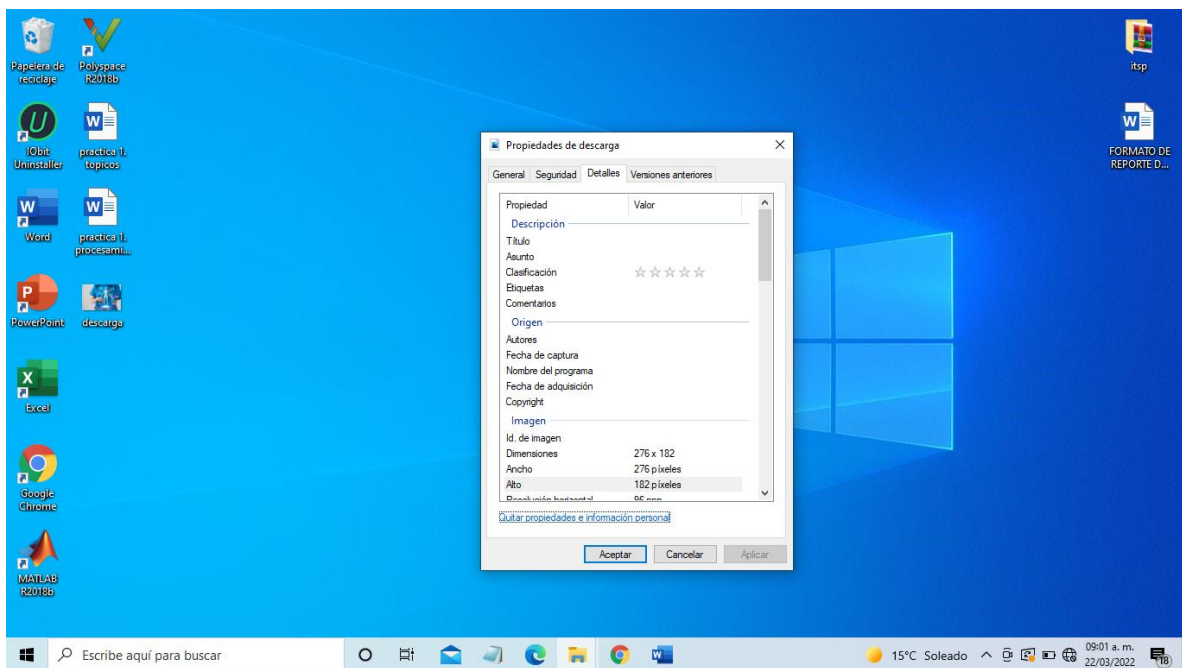 Papelera de
reciclaje
Polyspace
R2018b
IObit
Uninstaller
practica 1.
topicos
Word
practica 1.
procesami...
PowerPoint
descarga
Excel
Google
Chrome
MATLAB
R2018b
itsp
FORMATO DE
REPORTE D...
Propiedades de descarga
General Seguridad Detalles Versiones anteriores
Propiedad Valor
Descripción
Título
Asunto
Clasificación
Etiquetas
Comentarios
Origen
Autores
Fecha de captura
Nombre del programa
Fecha de adquisición
Copyright
Imagen
Id. de imagen
Dimensiones 276 x 182
Ancho 276 píxeles
Alto 182 píxeles
Resolución horizontal 96 ppp
Quitar propiedades e información personal
Aceptar Cancelar Aplicar
Escribe aquí para buscar
15°C Soleado
09:01 a. m.
22/03/2022
18